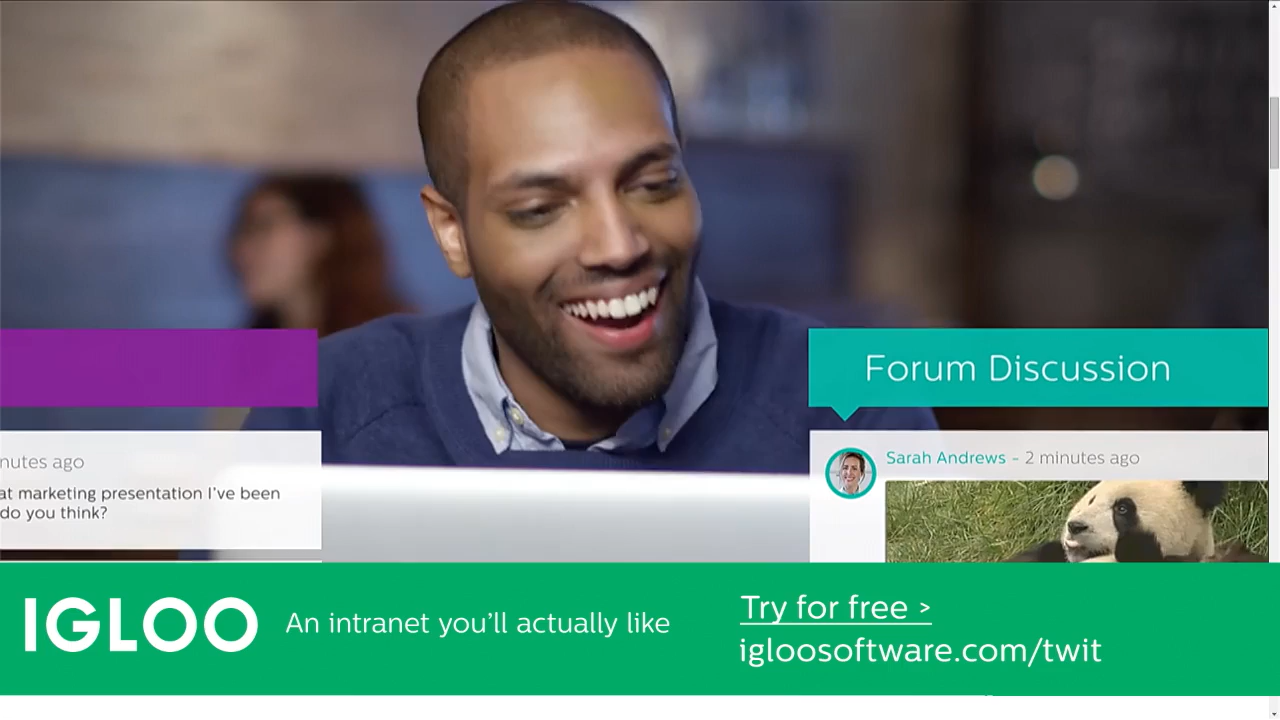 Forum Discussion
nutes ago
at marketing presentation I've been
do you think?
Sarah Andrews - 2 minutes ago
IGLOO
An intranet you'll actually like
Try for free >
igloosoftware.com/twit